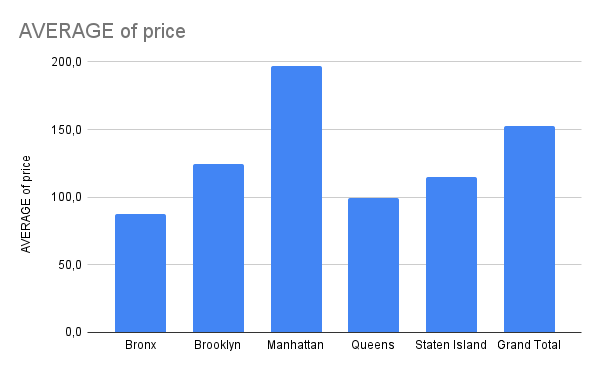 AVERAGE of price
AVERAGE of price
200,0
150,0
100,0
50,0
0,0
Bronx Brooklyn Manhattan Queens Staten Island Grand Total